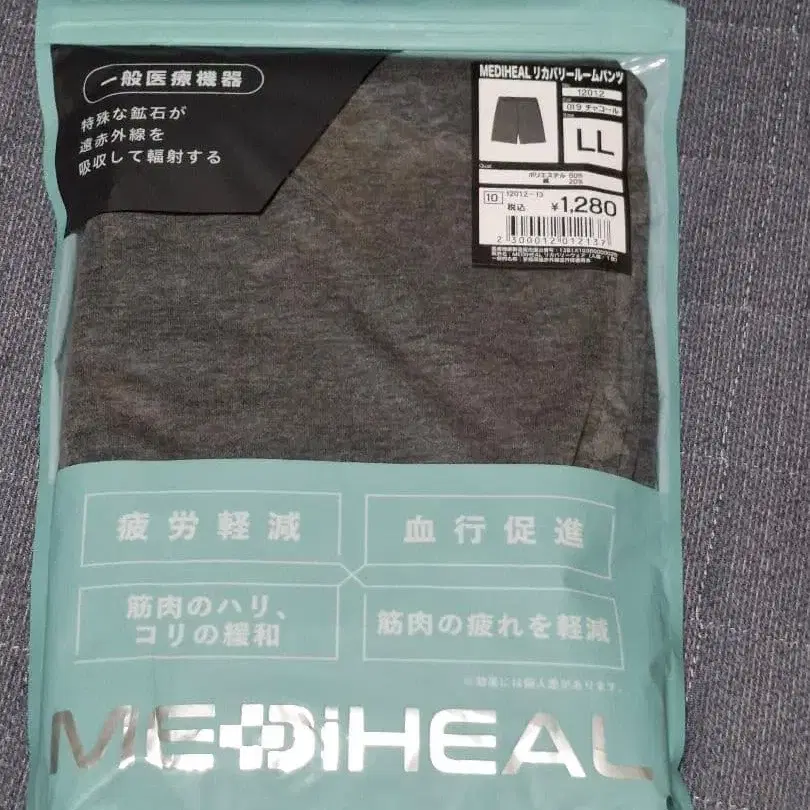 一般医療機器
特殊な鉱石が
遠赤外線を
吸収して輻射する
MEDIHEAL リカバリールームパンツ
12012
019 チャコール
LL
ポリエステル 80%
綿 20%
10 12012-13
税込 ¥1,280
2 300012 012137
疲労軽減
血行促進
筋肉のハリ、
コリの緩和
筋肉の疲れを軽減
※効果には個人差があります。
MEDiHEAL